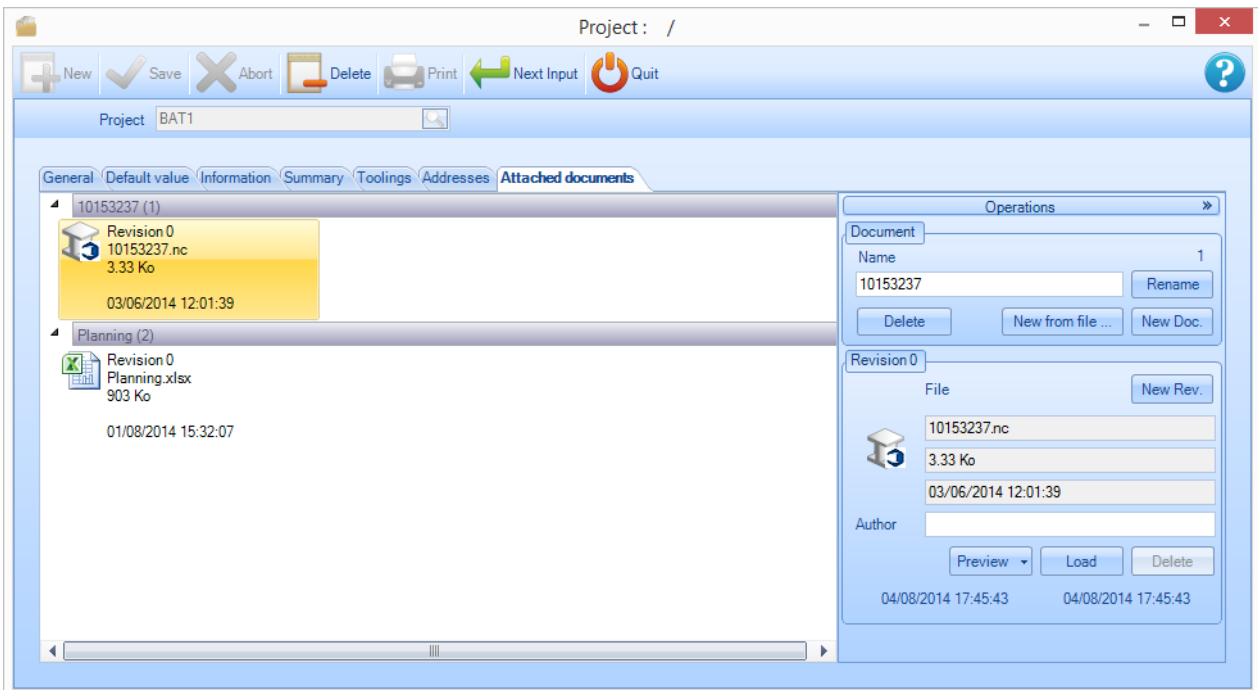 Project : /
New Save Abort Delete Print Next Input Quit ?
Project BAT1
General Default value Information Summary Toolings Addresses Attached documents
10153237 (1)
Revision 0
10153237.nc
3.33 Ko
03/06/2014 12:01:39
Planning (2)
Revision 0
Planning.xlsx
903 Ko
01/08/2014 15:32:07
Operations »
Document
Name 1
10153237 Rename
Delete New from file ... New Doc.
Revision 0
File New Rev.
10153237.nc
3.33 Ko
03/06/2014 12:01:39
Author
Preview Load Delete
04/08/2014 17:45:43 04/08/2014 17:45:43